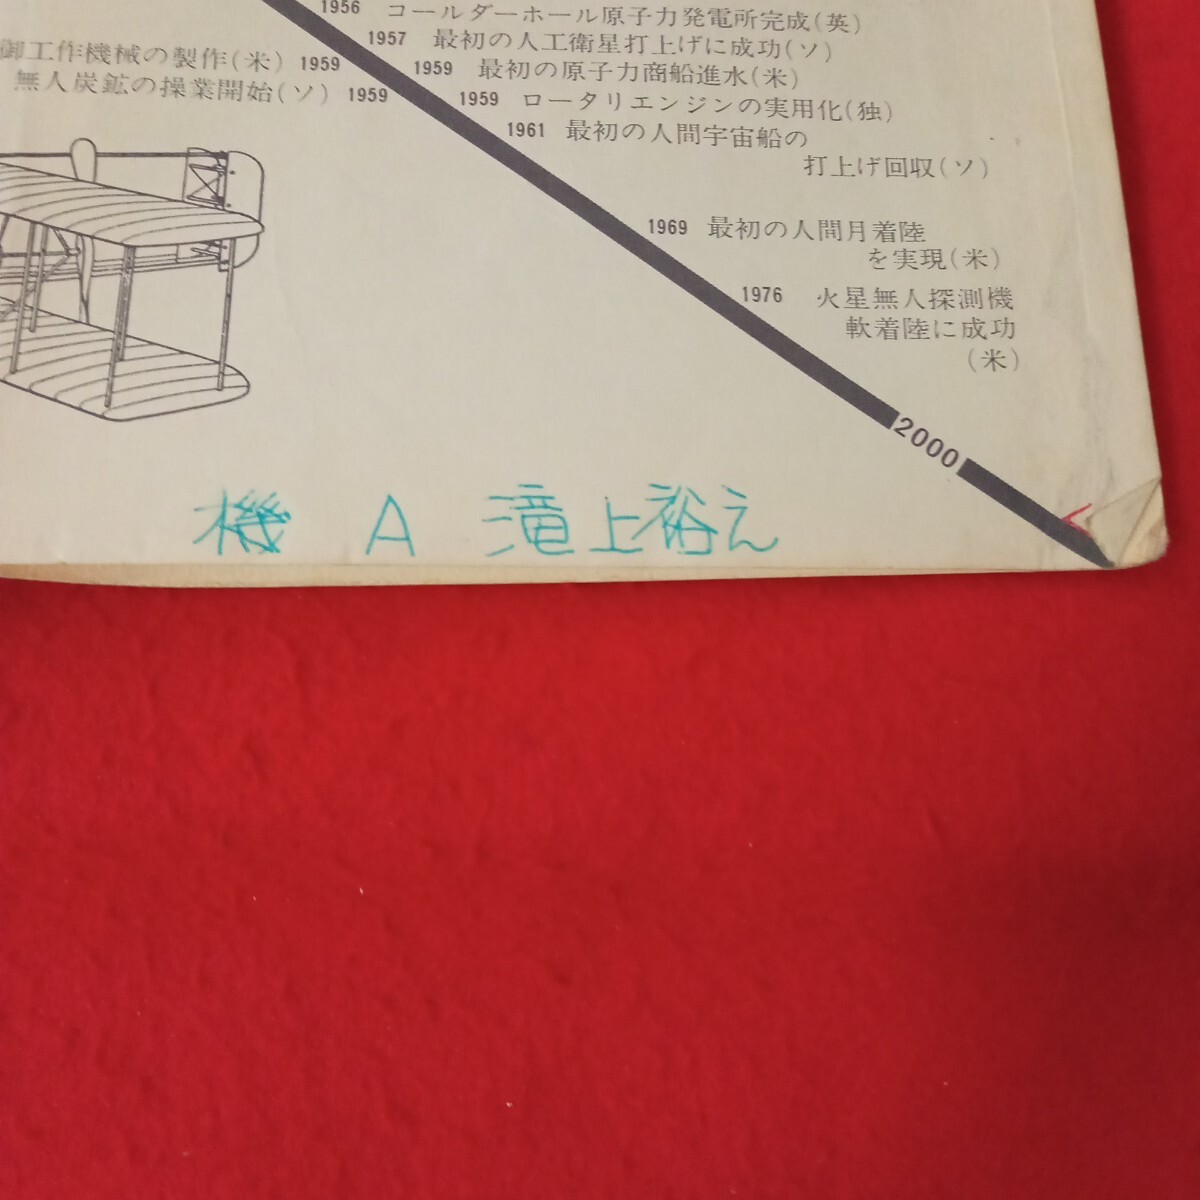 1956 コールダーホール原子力発電所完成(英)
1957 最初の人工衛星打上げに成功(ソ)
御工作機械の製作(米) 1959
1959 最初の原子力商船進水(米)
無人炭鉱の操業開始(ソ) 1959
1959 ロータリエンジンの実用化(独)
1961 最初の人間宇宙船の
打上げ回収(ソ)
1969 最初の人間月着陸
を実現(米)
1976 火星無人探測機
軟着陸に成功
(米)
2000
機 A 滝上裕え